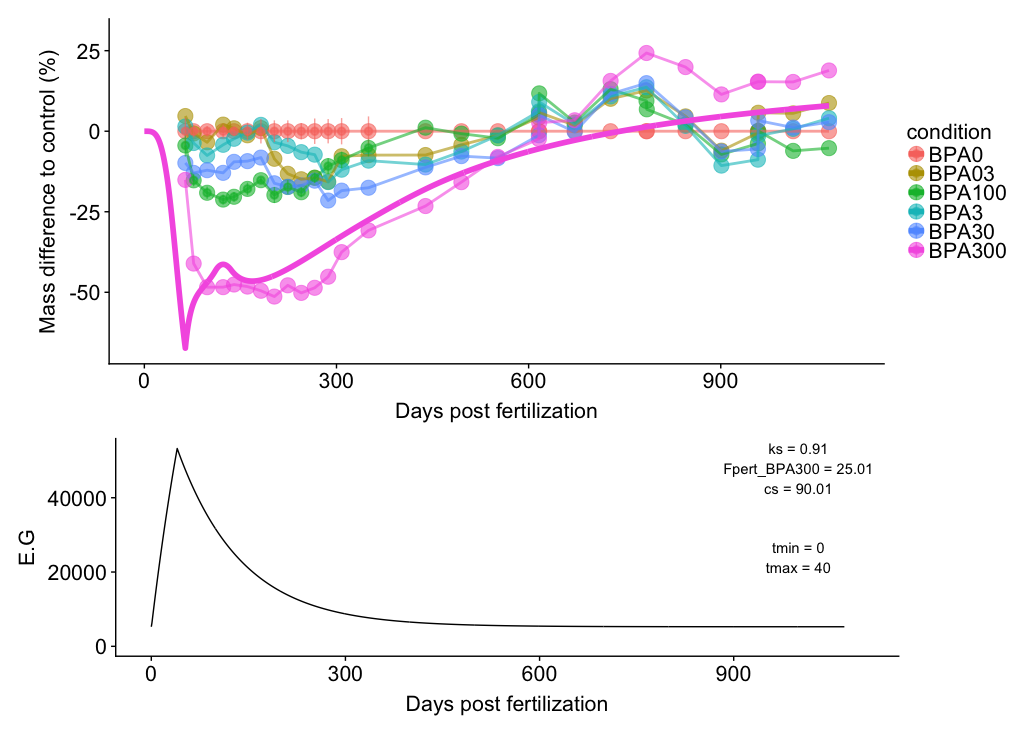 Mass difference to control (%)
25
0
-25
-50
0 300 600 900
Days post fertilization
condition
BPA0
BPA03
BPA100
BPA3
BPA30
BPA300
E.G
40000
20000
0
0 300 600 900
Days post fertilization
ks = 0.91
Fpert_BPA300 = 25.01
cs = 90.01
tmin = 0
tmax = 40